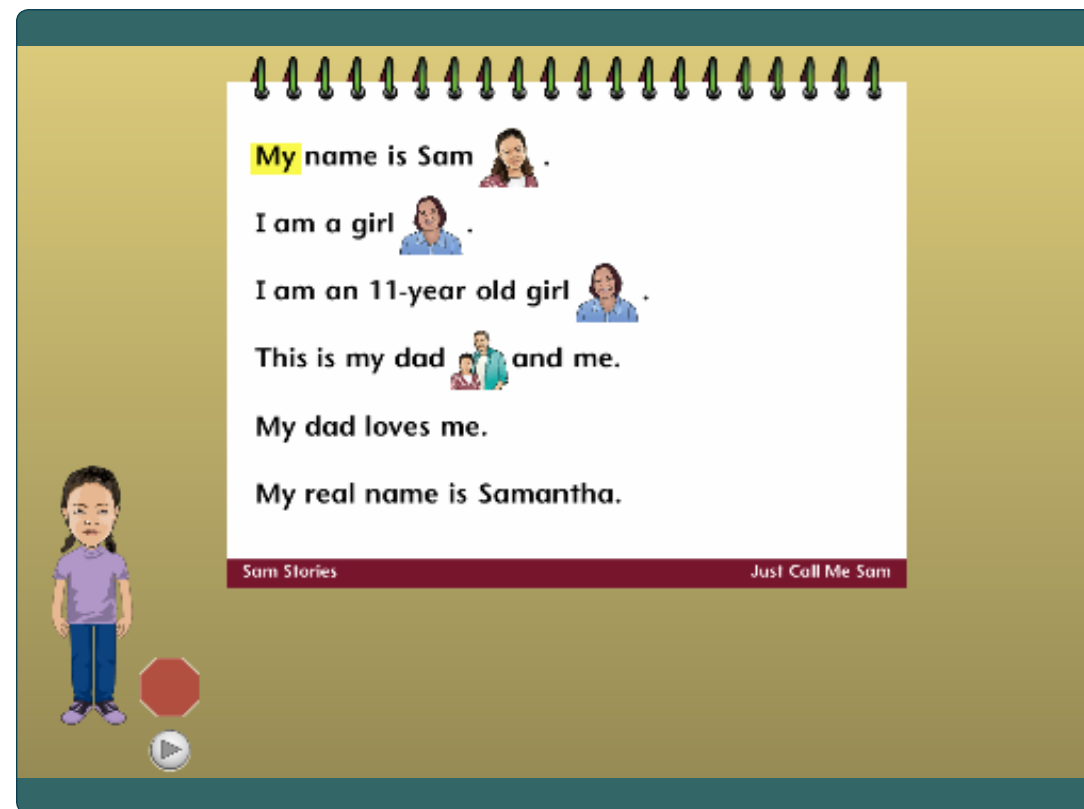 My name is Sam .
I am a girl .
I am an 11-year old girl .
This is my dad and me.
My dad loves me.
My real name is Samantha.
Sam Stories
Just Call Me Sam